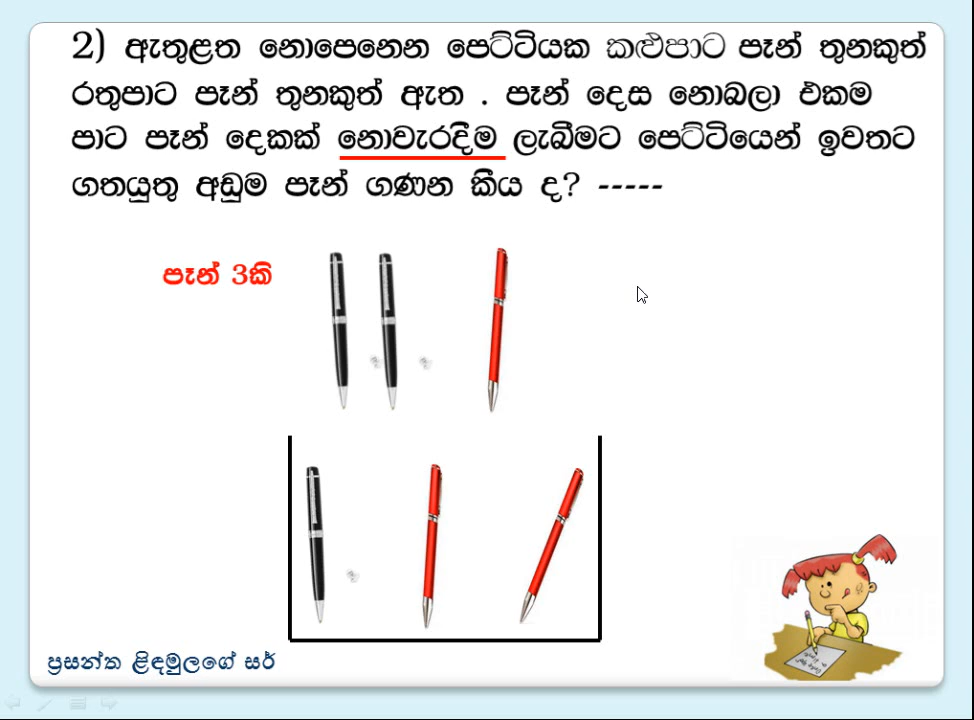 2) ඇතුළත නොපෙනෙන පෙට්ටියක කළුපාට පෑන් තුනකුත්
රතුපාට පෑන් තුනකුත් ඇත . පෑන් දෙස නොබලා එකම
පාට පෑන් දෙකක් නොවැරදීම ලැබීමට පෙට්ටියෙන් ඉවතට
ගතයුතු අඩුම පෑන් ගණන කීය ද? -----
පෑන් 3කි
ප්‍රසන්ත ළිඳමුලගේ සර්